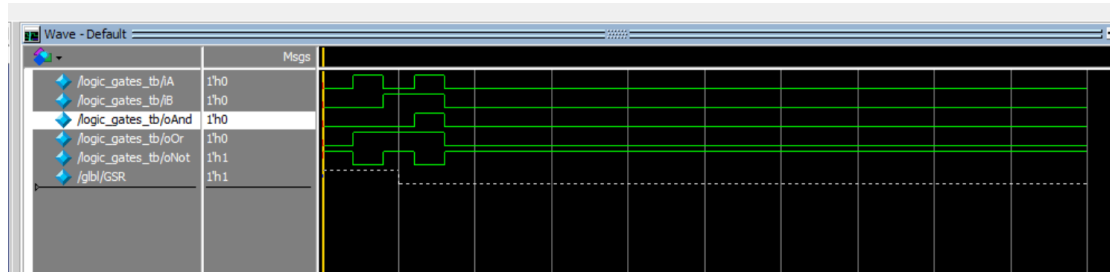 Wave - Default
Msgs
/logic_gates_tb/iA 1'h0
/logic_gates_tb/iB 1'h0
/logic_gates_tb/oAnd 1'h0
/logic_gates_tb/oOr 1'h0
/logic_gates_tb/oNot 1'h1
/glbl/GSR 1'h1